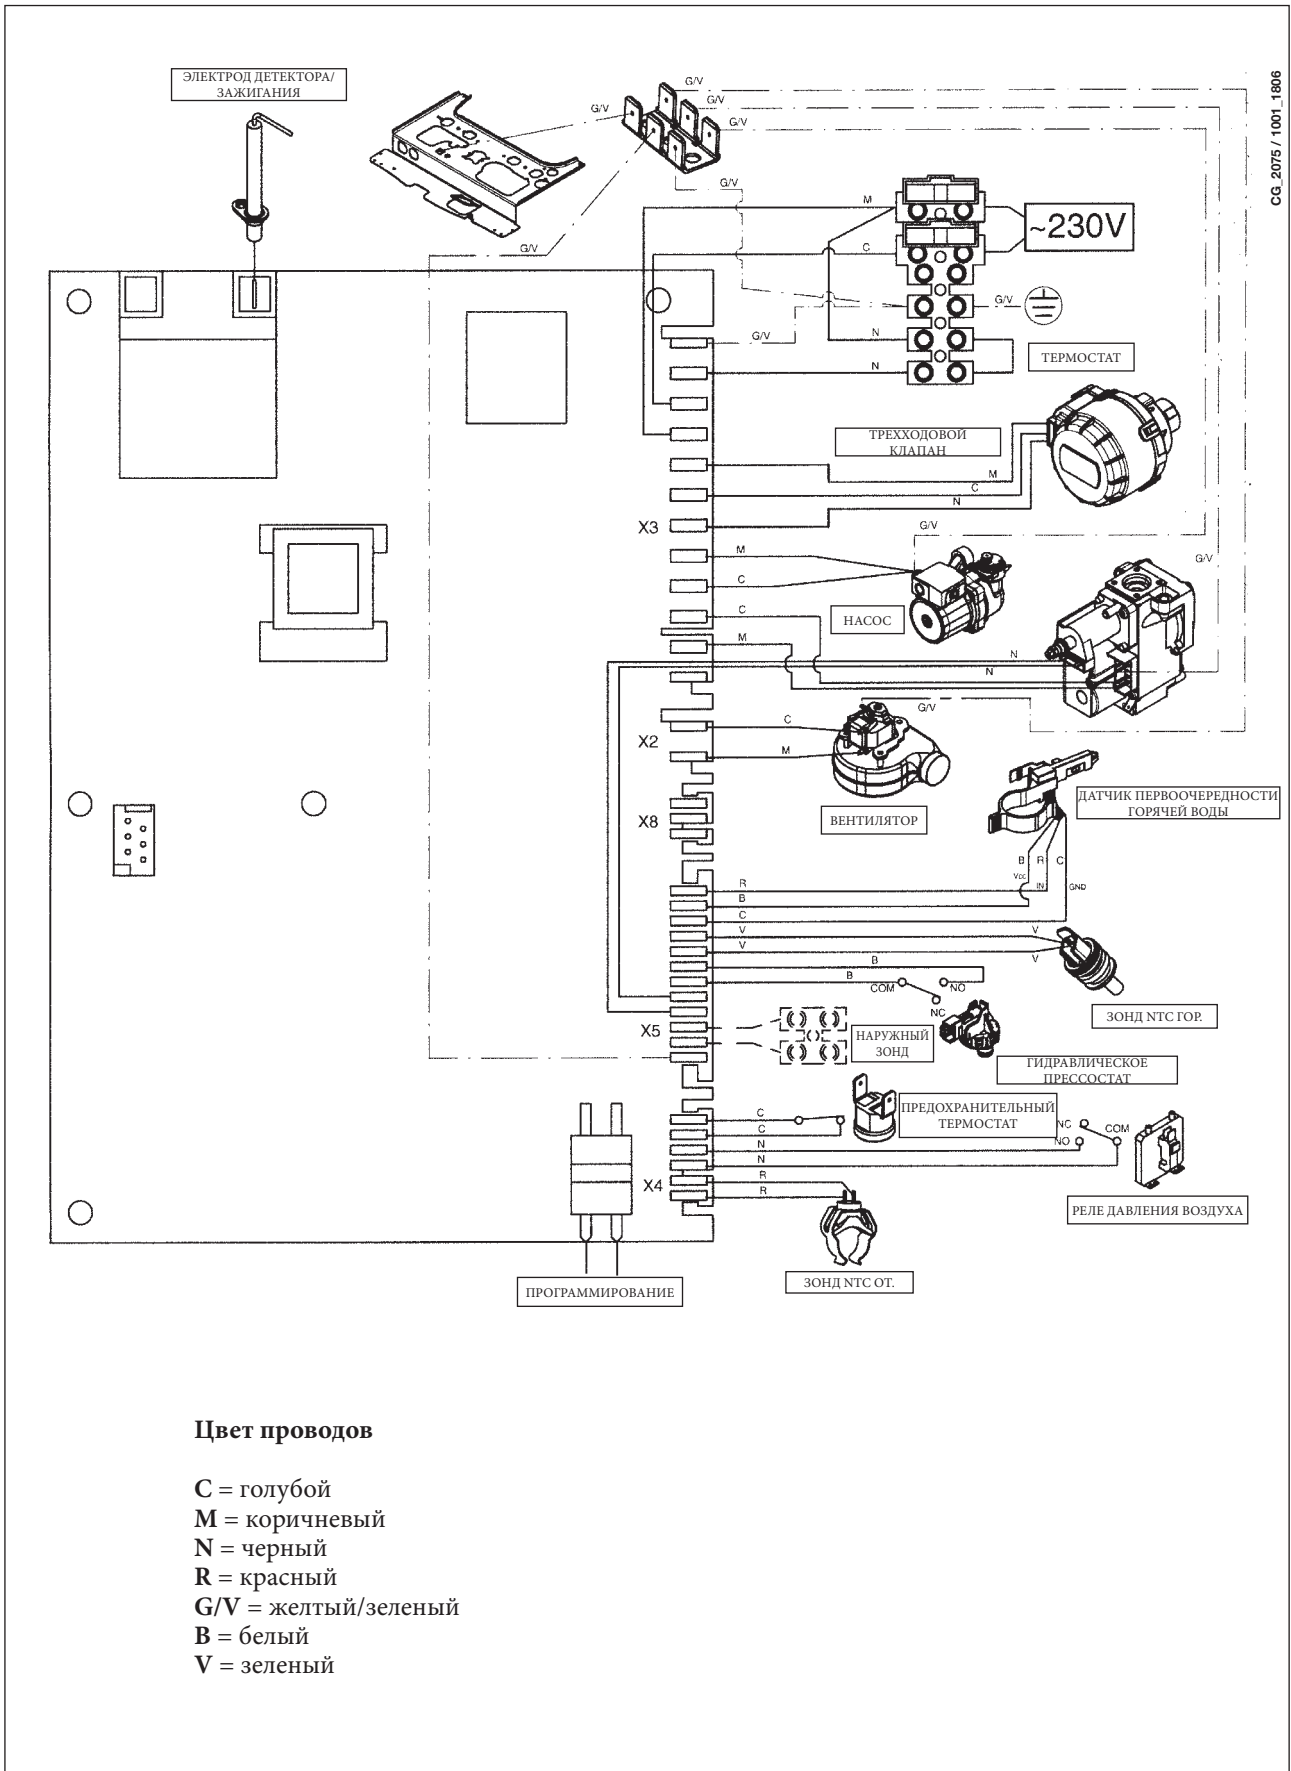 ЭЛЕКТРОД ДЕТЕКТОРА/
ЗАЖИГАНИЯ
G/V
G/V
G/V
G/V
G/V
G/V
CG_2075 / 1001_1806
M
~230V
C
G/V
G/V
N
ТЕРМОСТАТ
N
ТРЕХХОДОВОЙ
КЛАПАН
M
C
N
X3
G/V
M
G/V
C
C
НАСОС
M
N
N
G/V
C
X2
M
ДАТЧИК ПЕРВООЧЕРЕДНОСТИ
ГОРЯЧЕЙ ВОДЫ
X8
ВЕНТИЛЯТОР
B R C
VDC
IN
GND
R
B
C
V
V
V
V
B
B
COM
NO
NC
ЗОНД NTC ГОР.
X5
НАРУЖНЫЙ
ЗОНД
ГИДРАВЛИЧЕСКОЕ
ПРЕССОСТАТ
ПРЕДОХРАНИТЕЛЬНЫЙ
ТЕРМОСТАТ
C
C
N
N
NC
NO
COM
R
R
X4
РЕЛЕ ДАВЛЕНИЯ ВОЗДУХА
ЗОНД NTC ОТ.
ПРОГРАММИРОВАНИЕ
Цвет проводов
C = голубой
M = коричневый
N = черный
R = красный
G/V = желтый/зеленый
B = белый
V = зеленый